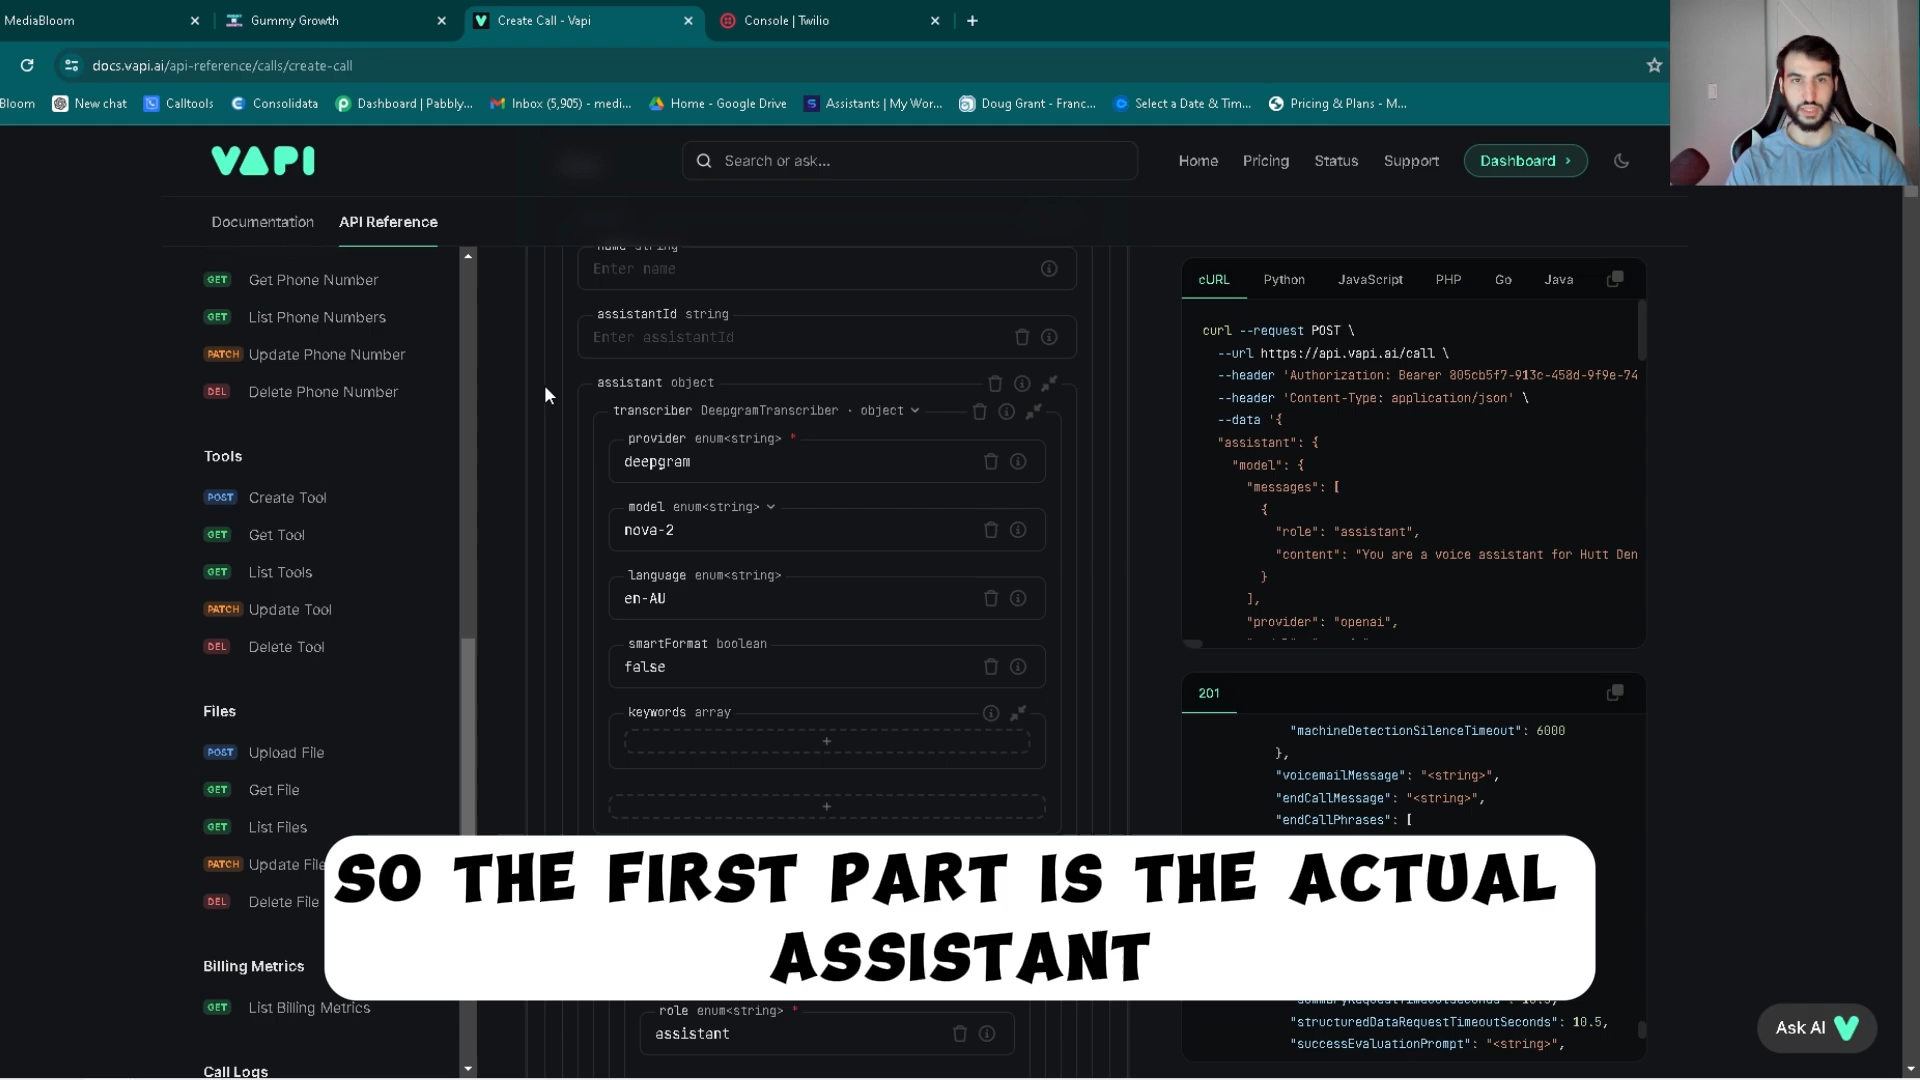 MediaBloom
Gummy Growth
Create Call - Vapi
Console | Twilio
docs.vapi.ai/api-reference/calls/create-call
Bloom
New chat
Calltools
Consolidata
Dashboard | Pabbly...
Inbox (5,905) - medi...
Home - Google Drive
Assistants | My Wor...
Doug Grant - Franc...
Select a Date & Tim...
Pricing & Plans - M...
VAPI
Search or ask...
Home
Pricing
Status
Support
Dashboard
Documentation
API Reference
GET Get Phone Number
GET List Phone Numbers
PATCH Update Phone Number
DEL Delete Phone Number
Tools
POST Create Tool
GET Get Tool
GET List Tools
PATCH Update Tool
DEL Delete Tool
Files
POST Upload File
GET Get File
GET List Files
PATCH Update File
DEL Delete File
Billing Metrics
GET List Billing Metrics
Call Logs
name string
Enter name
assistantId string
Enter assistantId
assistant object
transcriber DeepgramTranscriber · object
provider enum<string> *
deepgram
model enum<string>
nova-2
language enum<string>
en-AU
smartFormat boolean
false
keywords array
+
+
role enum<string> *
assistant
cURL
Python
JavaScript
PHP
Go
Java
curl --request POST \
--url https://api.vapi.ai/call \
--header 'Authorization: Bearer 805cb5f7-913c-458d-9f9e-74
--header 'Content-Type: application/json' \
--data '{
"assistant": {
"model": {
"messages": [
{
"role": "assistant",
"content": "You are a voice assistant for Hutt Den
}
],
"provider": "openai",
201
"machineDetectionSilenceTimeout": 6000
},
"voicemailMessage": "<string>",
"endCallMessage": "<string>",
"endCallPhrases": [
"structuredDataRequestTimeoutSeconds": 10.5,
"successEvaluationPrompt": "<string>",
Ask AI
SO THE FIRST PART IS THE ACTUAL
ASSISTANT